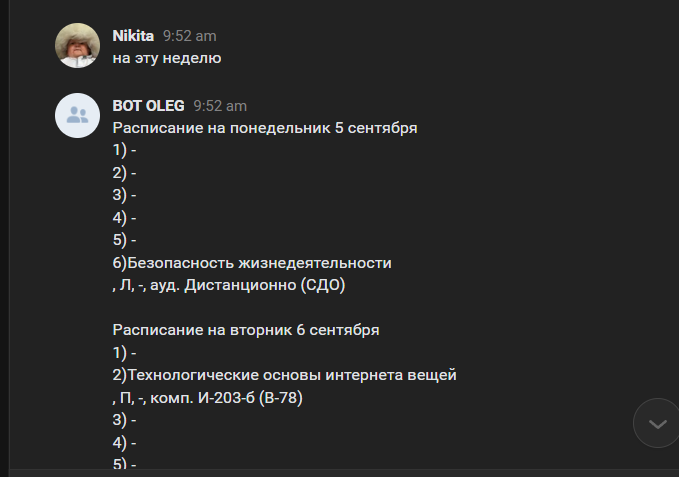 Nikita 9:52 am
на эту неделю
BOT OLEG 9:52 am
Расписание на понедельник 5 сентября
1) -
2) -
3) -
4) -
5) -
6)Безопасность жизнедеятельности
, Л, -, ауд. Дистанционно (СДО)
Расписание на вторник 6 сентября
1) -
2)Технологические основы интернета вещей
, П, -, комп. И-203-б (В-78)
3) -
4) -
5) -